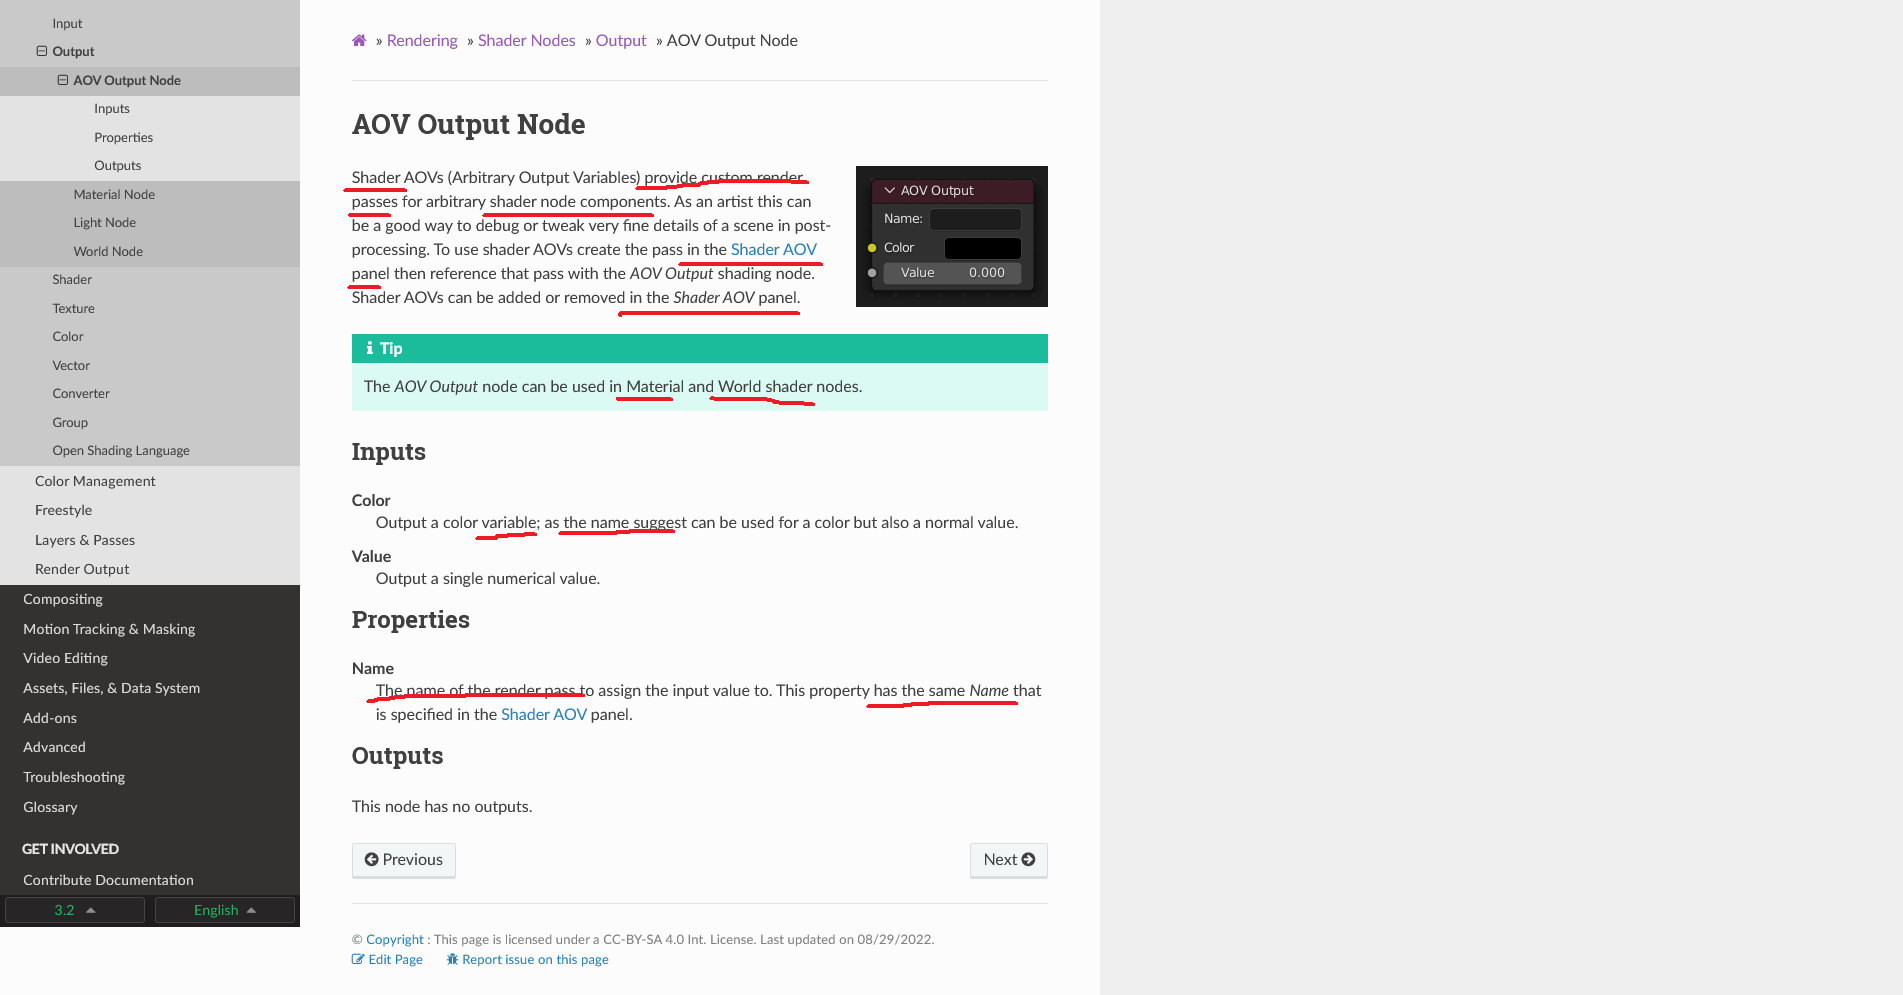 Input
Output
AOV Output Node
Inputs
Properties
Outputs
Material Node
Light Node
World Node
Shader
Texture
Color
Vector
Converter
Group
Open Shading Language
Color Management
Freestyle
Layers & Passes
Render Output
Compositing
Motion Tracking & Masking
Video Editing
Assets, Files, & Data System
Add-ons
Advanced
Troubleshooting
Glossary
GET INVOLVED
Contribute Documentation
3.2
English
» Rendering » Shader Nodes » Output » AOV Output Node
AOV Output Node
Shader AOVs (Arbitrary Output Variables) provide custom render
passes for arbitrary shader node components. As an artist this can
be a good way to debug or tweak very fine details of a scene in post-
processing. To use shader AOVs create the pass in the Shader AOV
panel then reference that pass with the AOV Output shading node.
Shader AOVs can be added or removed in the Shader AOV panel.
AOV Output
Name:
Color
Value 0.000
Tip
The AOV Output node can be used in Material and World shader nodes.
Inputs
Color
Output a color variable; as the name suggest can be used for a color but also a normal value.
Value
Output a single numerical value.
Properties
Name
The name of the render pass to assign the input value to. This property has the same Name that
is specified in the Shader AOV panel.
Outputs
This node has no outputs.
Previous
Next
© Copyright : This page is licensed under a CC-BY-SA 4.0 Int. License. Last updated on 08/29/2022.
Edit Page
Report issue on this page